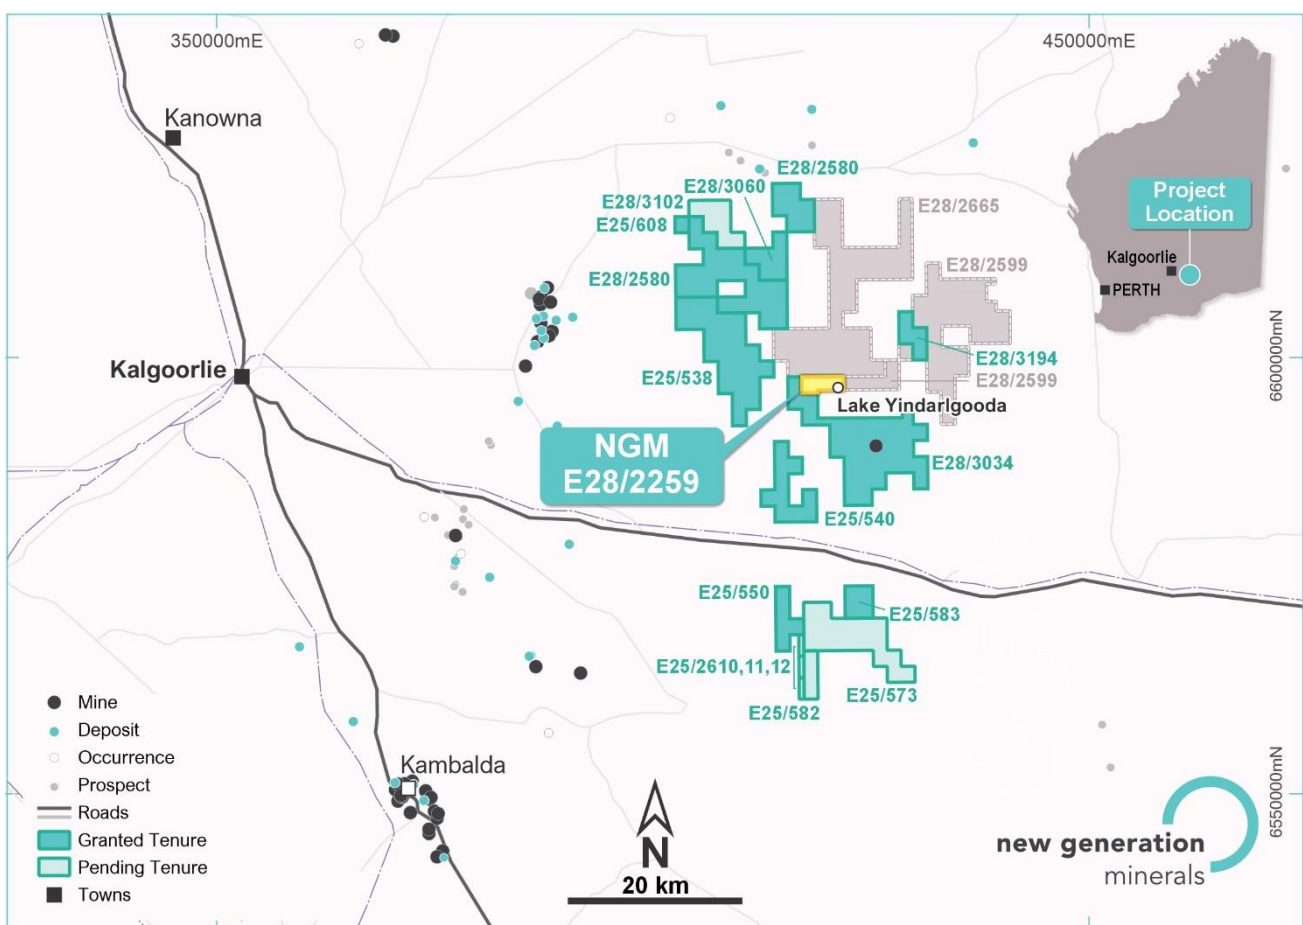 350000mE
450000mE
Kanowna
E28/2580
E28/3060
E28/3102
E28/2665
E25/608
Project
Location
Kalgoorlie
PERTH
E28/2599
E28/2580
6600000mN
E28/3194
Kalgoorlie
E25/538
E28/2599
Lake Yindarlgooda
NGM
E28/2259
E28/3034
E25/540
E25/550
E25/583
E25/2610,11,12
E25/573
E25/582
Mine
Deposit
Occurrence
Prospect
Roads
Granted Tenure
Pending Tenure
Towns
Kambalda
N
20 km
6550000mN
new generation
minerals